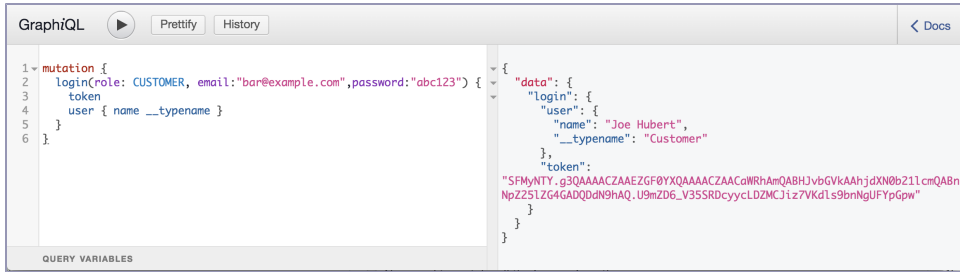 GraphiQL Prettify History < Docs
1 mutation {
2 login(role: CUSTOMER, email:"bar@example.com",password:"abc123") {
3 token
4 user { name __typename }
5 }
6 }
QUERY VARIABLES
{
"data": {
"login": {
"user": {
"name": "Joe Hubert",
"__typename": "Customer"
},
"token":
"SFMyNTY.g3QAAAACZAAEZGF0YXQAAAACZAACaWRhAmQABHJvbGVkAAhjdXN0b21lcmQABn
NpZ25lZG4GADQDdN9hAQ.U9mZD6_V35SRDcyycLDZMCJiz7VKdls9bnNgUFYpGpw"
}
}
}